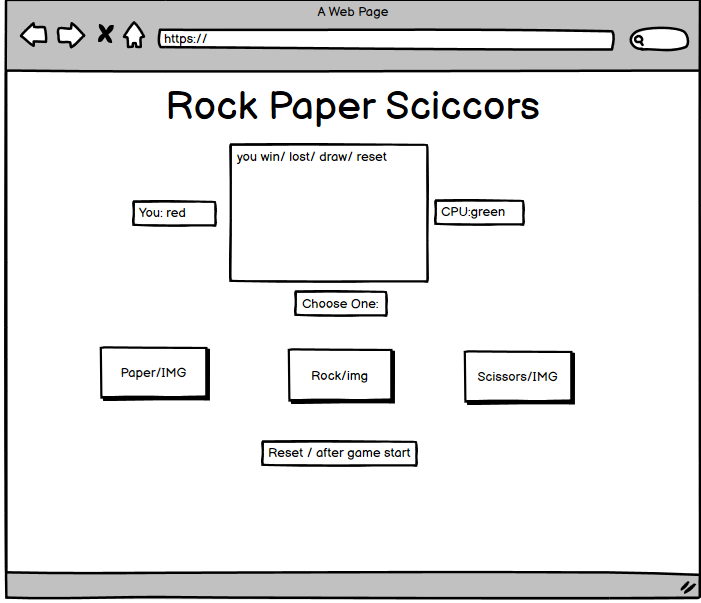 A Web Page
https://
Rock Paper Sciccors
you win/ lost/ draw/ reset
You: red
CPU:green
Choose One:
Paper/IMG
Rock/img
Scissors/IMG
Reset / after game start